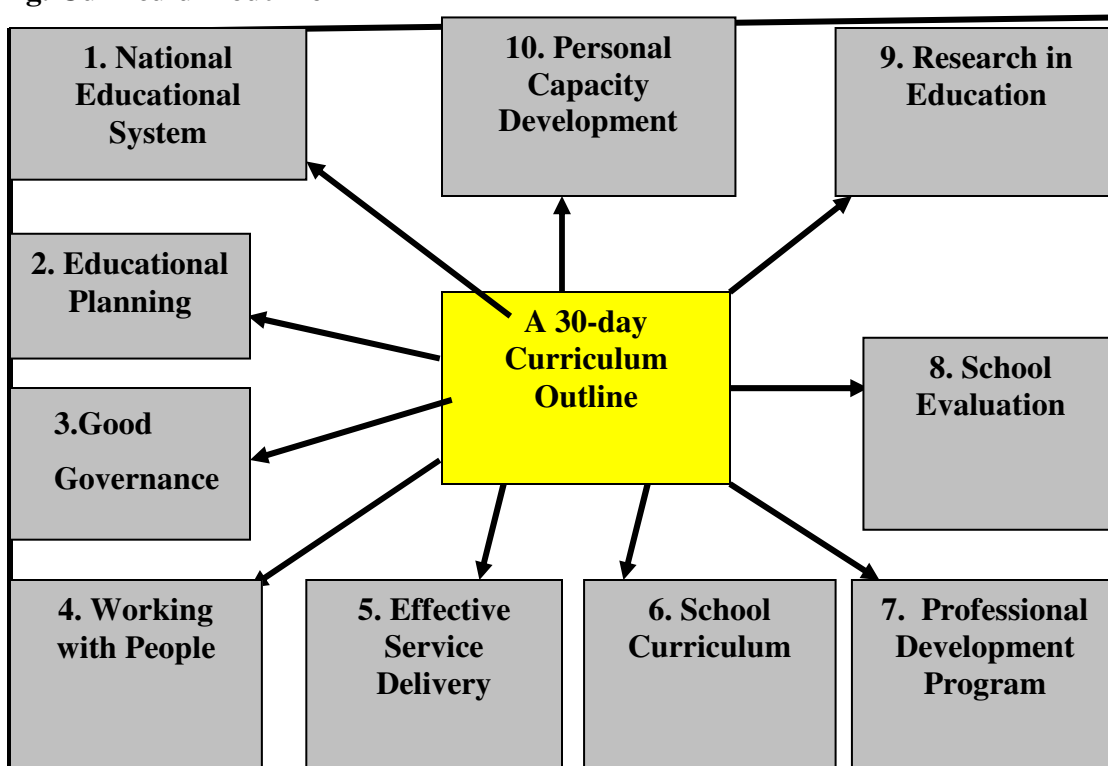 1. National
Educational
System
10. Personal
Capacity
Development
9. Research in
Education
2. Educational
Planning
A 30-day
Curriculum
Outline
8. School
Evaluation
3.Good
Governance
4. Working
with People
5. Effective
Service
Delivery
6. School
Curriculum
7. Professional
Development
Program